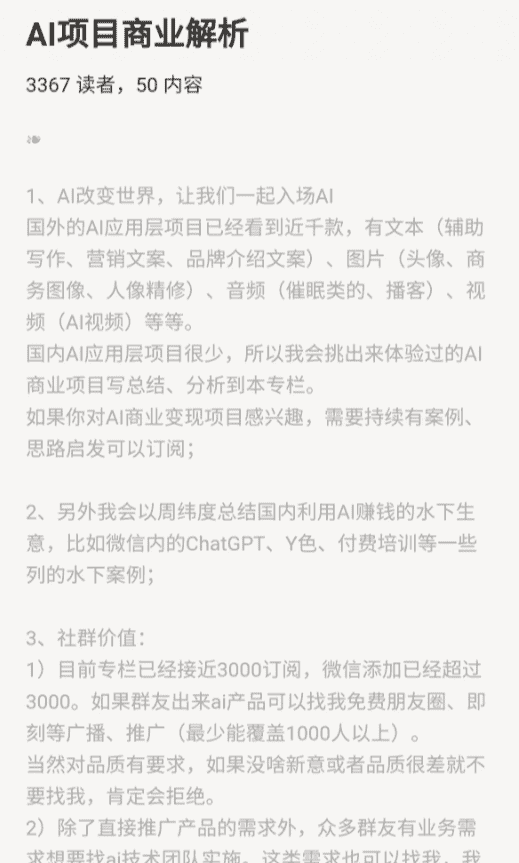 AI项目商业解析
3367 读者，50 内容
1、AI改变世界，让我们一起入场AI
国外的AI应用层项目已经看到近千款，有文本（辅助
写作、营销文案、品牌介绍文案）、图片（头像、商
务图像、人像精修）、音频（催眠类的、播客）、视
频（AI视频）等等。
国内AI应用层项目很少，所以我会挑出来体验过的AI
商业项目写总结、分析到本专栏。
如果你对AI商业变现项目感兴趣，需要持续有案例、
思路启发可以订阅；
2、另外我会以周纬度总结国内利用AI赚钱的水下生
意，比如微信内的ChatGPT、Y色、付费培训等一些
列的水下案例；
3、社群价值：
1）目前专栏已经接近3000订阅，微信添加已经超过
3000。如果群友出来ai产品可以找我免费朋友圈、即
刻等广播、推广（最少能覆盖1000人以上）。
当然对品质有要求，如果没啥新意或者品质很差就不
要找我，肯定会拒绝。
2）除了直接推广产品的需求外，众多群友有业务需
求想要找ai技术团队实施。这类需求也可以找我，我